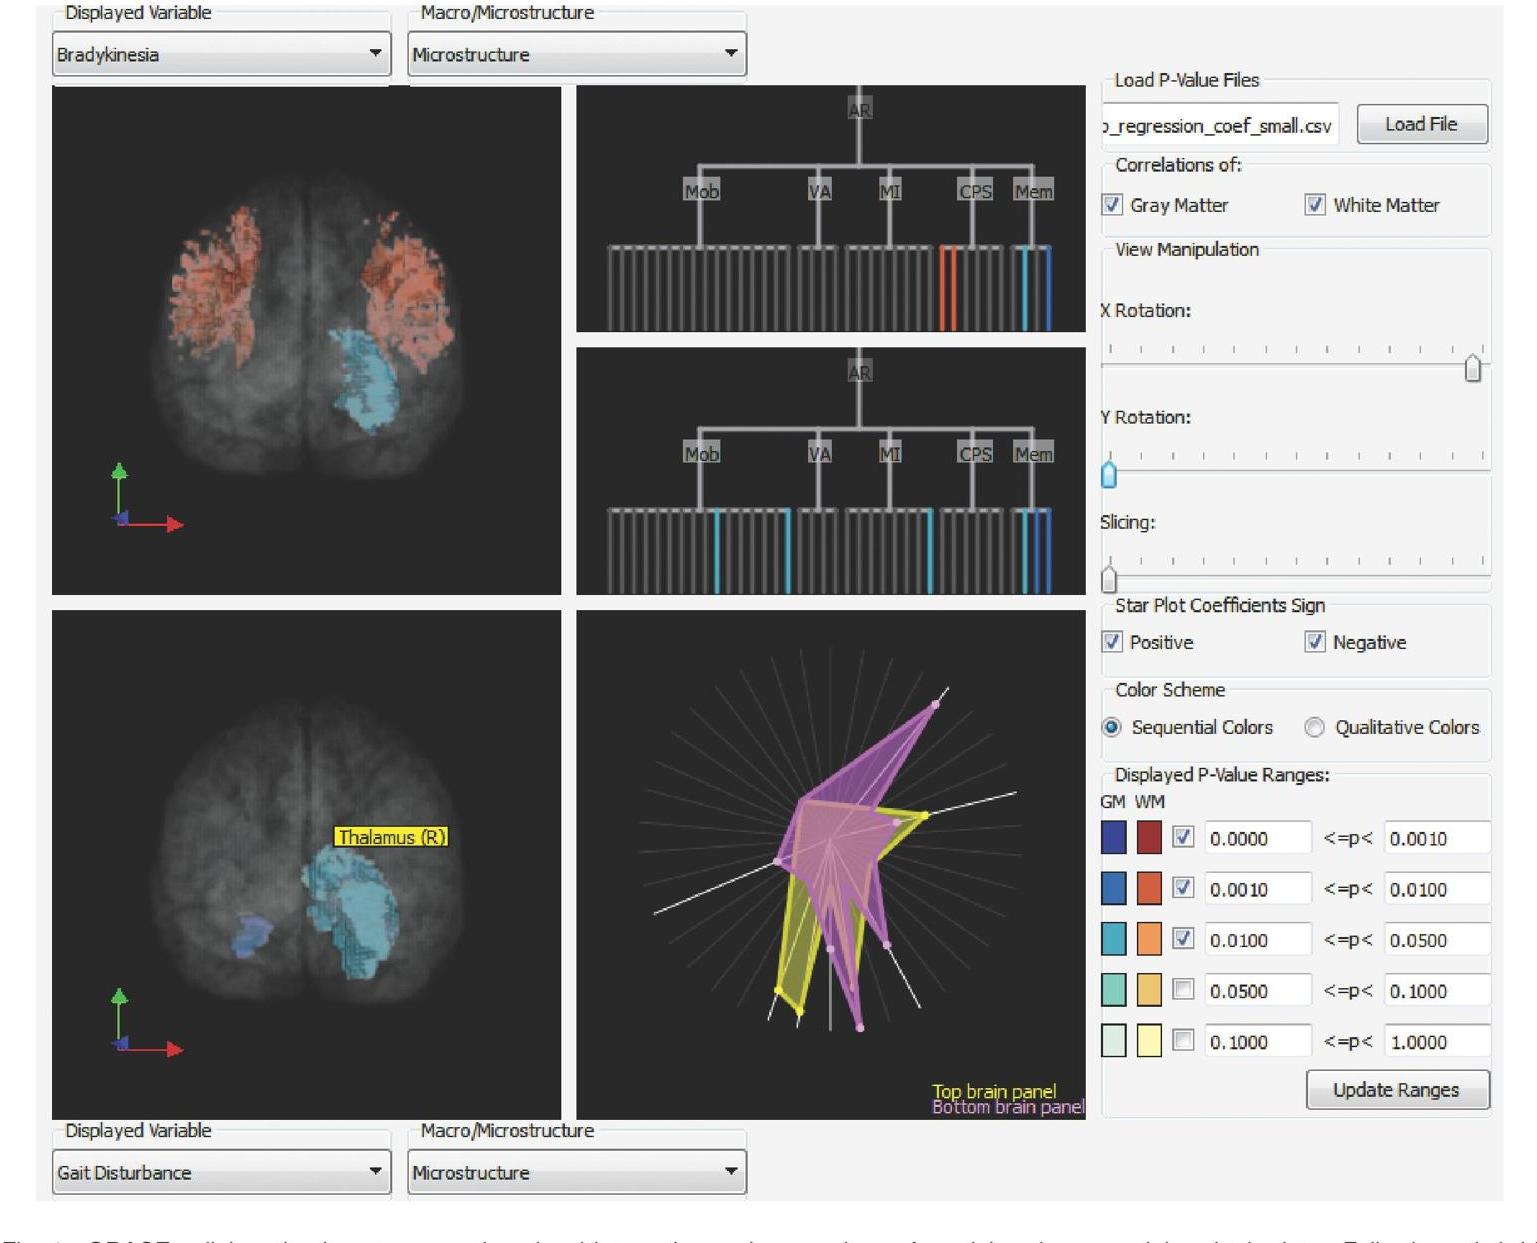 Displayed Variable
Bradykinesia
Macro/Microstructure
Microstructure
AR
Mob VA MI CPS Mem
AR
Mob VA MI CPS Mem
Thalamus (R)
Top brain panel
Bottom brain panel
Displayed Variable
Gait Disturbance
Macro/Microstructure
Microstructure
Load P-Value Files
_regression_coef_small.csv
Load File
Correlations of:
Gray Matter White Matter
View Manipulation
X Rotation:
Y Rotation:
Slicing:
Star Plot Coefficients Sign
Positive Negative
Color Scheme
Sequential Colors Qualitative Colors
Displayed P-Value Ranges:
GM WM
0.0000 <=p< 0.0010
0.0010 <=p< 0.0100
0.0100 <=p< 0.0500
0.0500 <=p< 0.1000
0.1000 <=p< 1.0000
Update Ranges